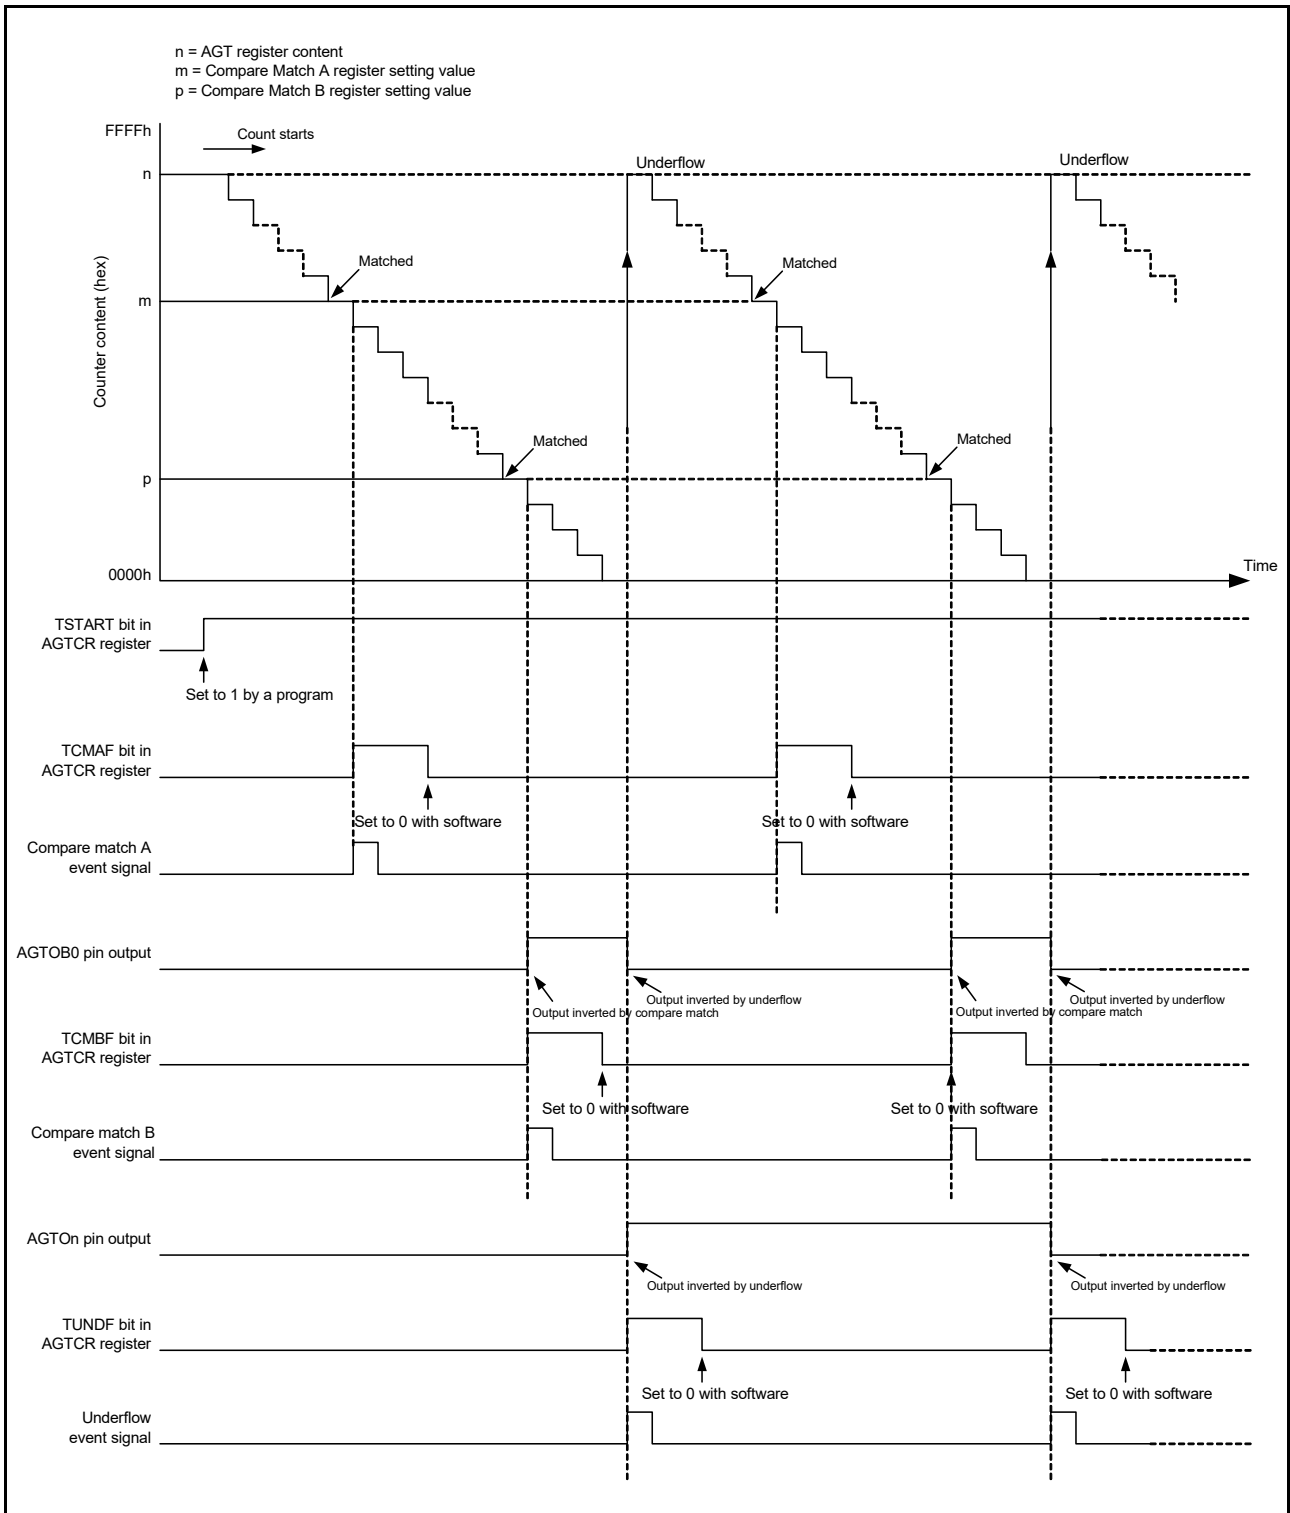 n = AGT register content
m = Compare Match A register setting value
p = Compare Match B register setting value
FFFFh
Count starts
Underflow
Underflow
n
Matched
Matched
Counter content (hex)
m
Matched
Matched
p
0000h
Time
TSTART bit in
AGTCR register
Set to 1 by a program
TCMAF bit in
AGTCR register
Set to 0 with software
Set to 0 with software
Compare match A
event signal
AGTOB0 pin output
Output inverted by underflow
Output inverted by compare match
Output inverted by underflow
Output inverted by compare match
TCMBF bit in
AGTCR register
Set to 0 with software
Set to 0 with software
Compare match B
event signal
AGTOn pin output
Output inverted by underflow
Output inverted by underflow
TUNDF bit in
AGTCR register
Set to 0 with software
Set to 0 with software
Underflow
event signal